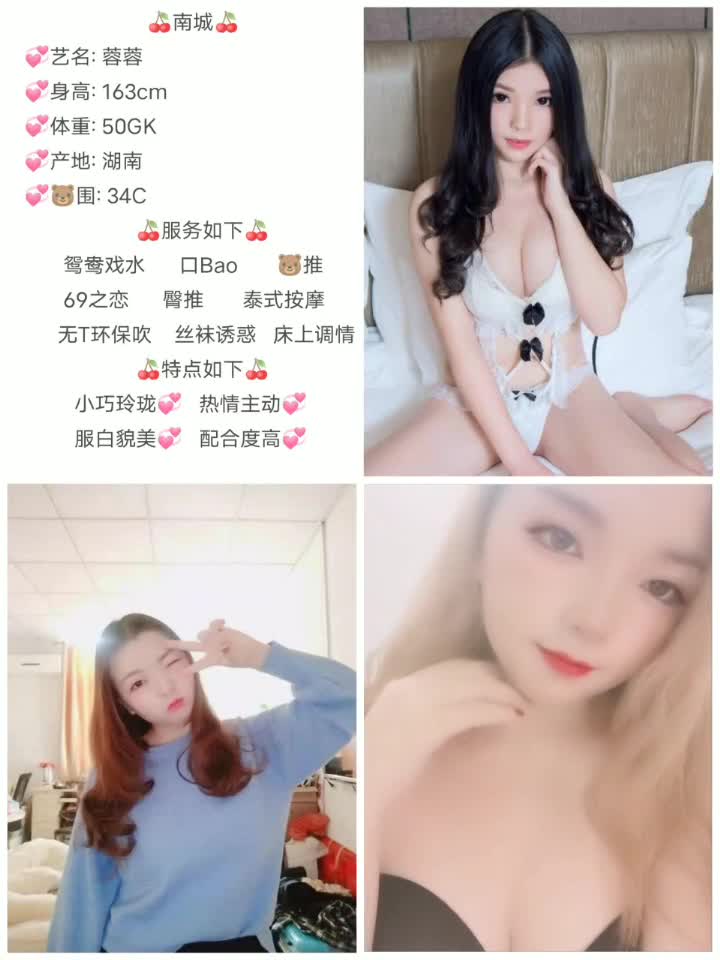 🍒南城🍒
💞艺名: 蓉蓉
💞身高: 163cm
💞体重: 50GK
💞产地: 湖南
💞🐻围: 34C
🍒服务如下🍒
鸳鸯戏水 口Bao 🐻推
69之恋 臀推 泰式按摩
无T环保吹 丝袜诱惑 床上调情
🍒特点如下🍒
小巧玲珑💞 热情主动💞
服白貌美💞 配合度高💞